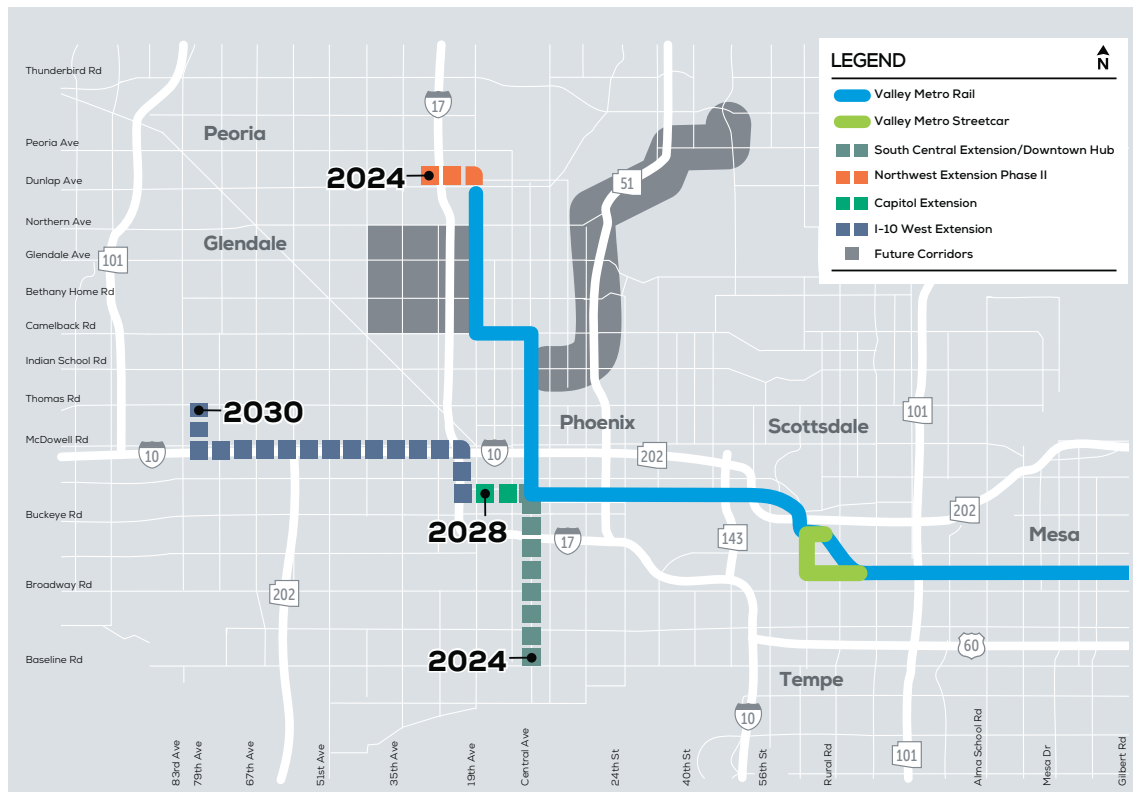 LEGEND
N
Valley Metro Rail
Valley Metro Streetcar
South Central Extension/Downtown Hub
Northwest Extension Phase II
Capitol Extension
I-10 West Extension
Future Corridors
Thunderbird Rd
17
Peoria
Peoria Ave
2024
Dunlap Ave
51
Northern Ave
Glendale
Glendale Ave
101
Bethany Home Rd
Camelback Rd
Indian School Rd
Thomas Rd
2030
101
Phoenix
Scottsdale
McDowell Rd
10
10
202
Buckeye Rd
2028
17
143
202
Mesa
Broadway Rd
202
60
Baseline Rd
2024
Tempe
10
101
83rd Ave
79th Ave
67th Ave
51st Ave
35th Ave
19th Ave
Central Ave
24th St
40th St
56th St
Rural Rd
Alma School Rd
Mesa Dr
Gilbert Rd